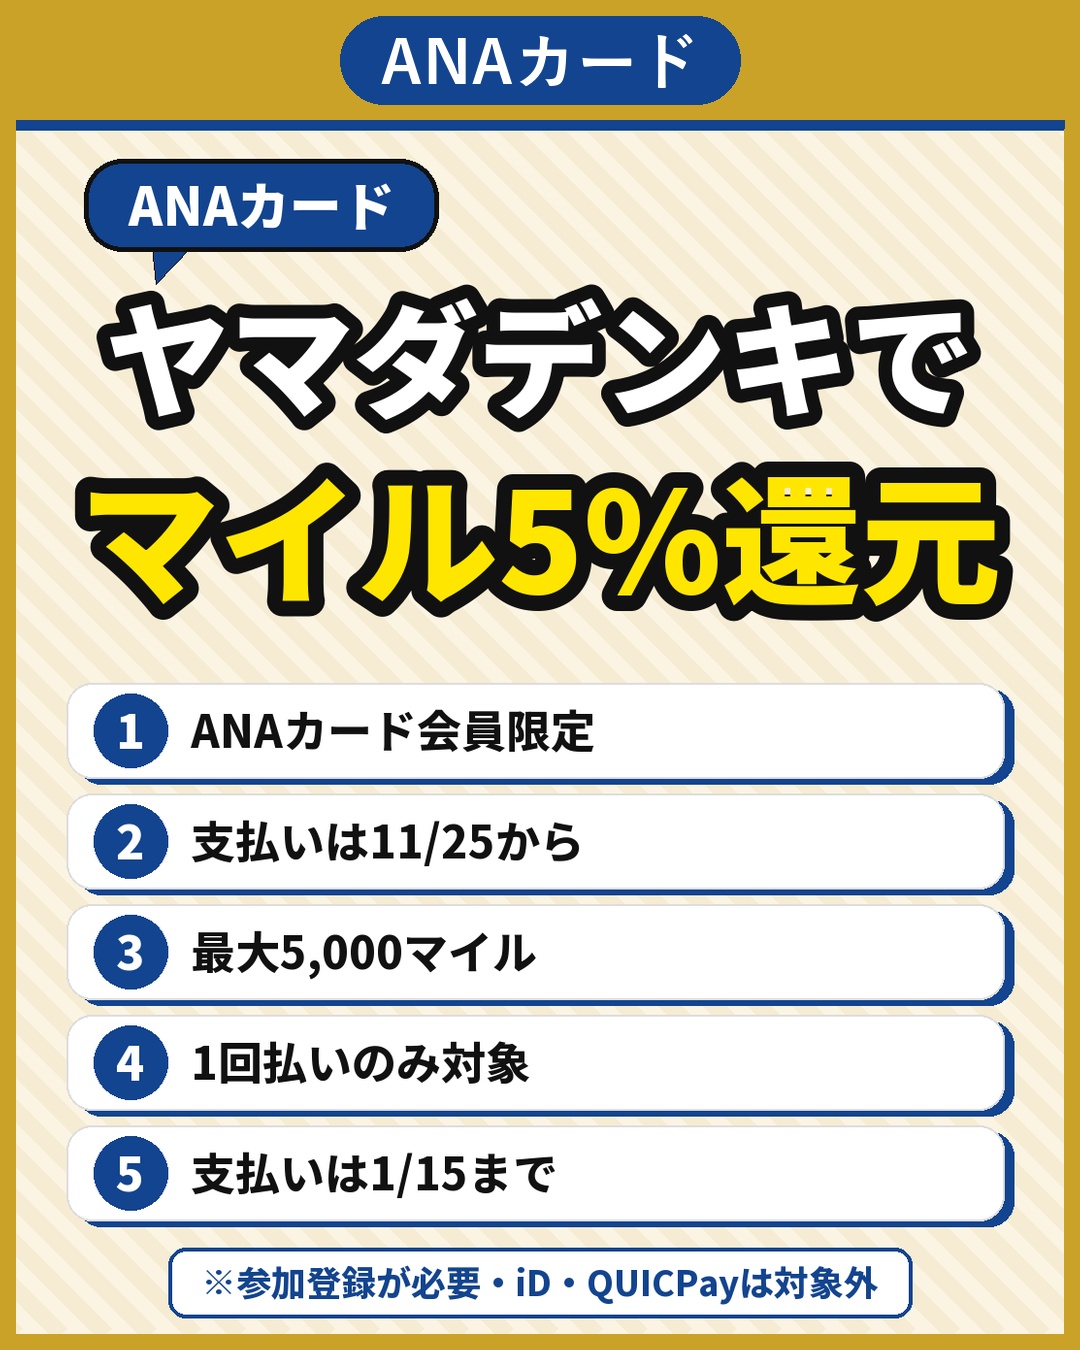 ANAカード
ANAカード
ヤマダデンキで
マイル5%還元
1 ANAカード会員限定
2 支払いは11/25から
3 最大5,000マイル
4 1回払いのみ対象
5 支払いは1/15まで
※参加登録が必要・iD・QUICPayは対象外